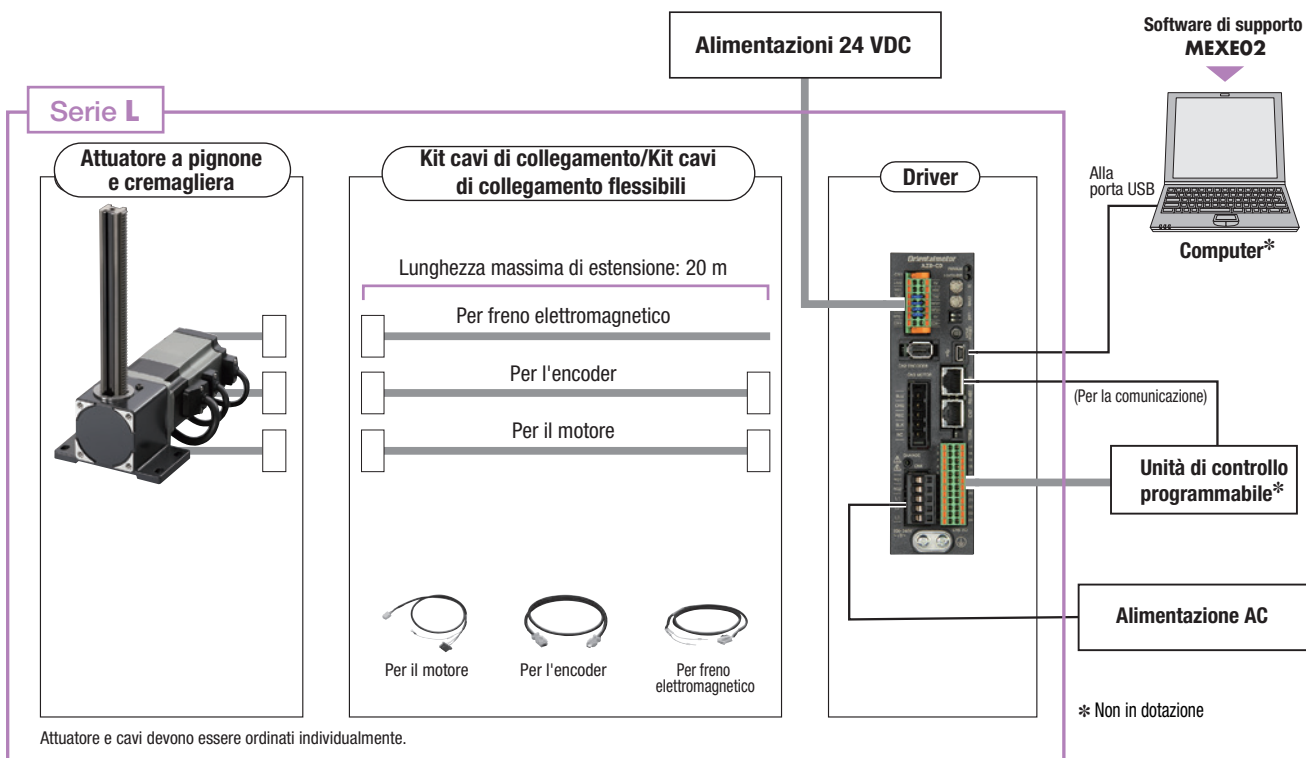 Alimentazioni 24 VDC
Software di supporto
MEXE02
Serie L
Attuatore a pignone
e cremagliera
Kit cavi di collegamento/Kit cavi
di collegamento flessibili
Driver
Alla
porta USB
Computer*
Lunghezza massima di estensione: 20 m
Per freno elettromagnetico
Per l'encoder
Per il motore
Orientalmotor
AZD-CD
(Per la comunicazione)
Unità di controllo
programmabile*
Alimentazione AC
Per il motore
Per l'encoder
Per freno
elettromagnetico
* Non in dotazione
Attuatore e cavi devono essere ordinati individualmente.